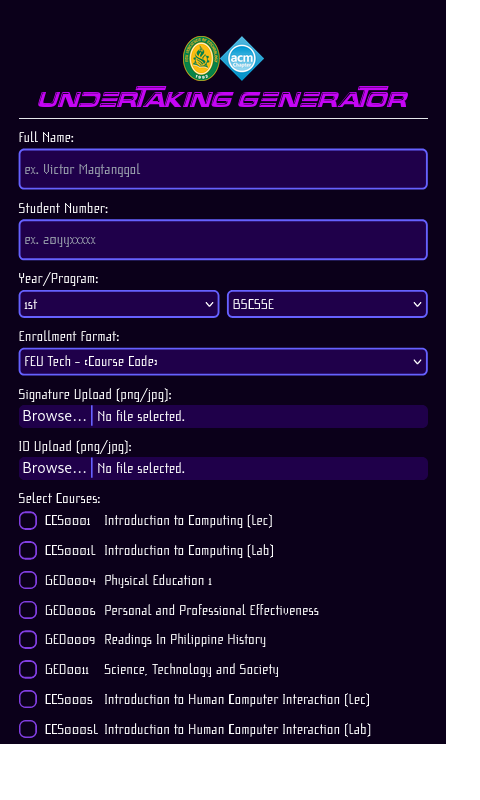 acm
Chapter
1992
UNDERTAKING GENERATOR
Full Name:
ex. Victor Magtanggol
Student Number:
ex. 20yyxxxxx
Year/Program:
1st BSCSSE
Enrollment Format:
FEU Tech - <Course Code>
Signature Upload (png/jpg):
Browse... No file selected.
ID Upload (png/jpg):
Browse... No file selected.
Select Courses:
CCS0001 Introduction to Computing (Lec)
CCS0001L Introduction to Computing (Lab)
GED0004 Physical Education 1
GED0006 Personal and Professional Effectiveness
GED0009 Readings In Philippine History
GED0011 Science, Technology and Society
CCS0005 Introduction to Human Computer Interaction (Lec)
CCS0005L Introduction to Human Computer Interaction (Lab)